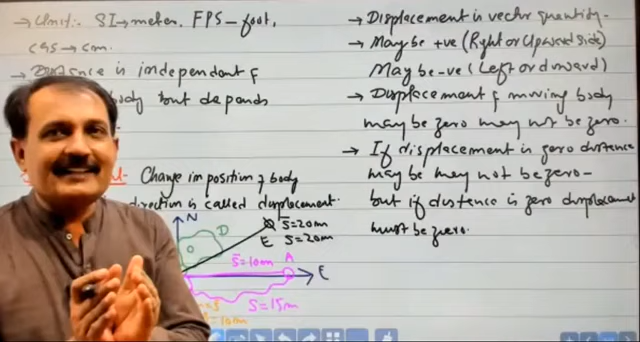 → Unit:- SI → meter. FPS – foot,
CGS → cm.
→ Distance is independent of
body but depends
Change in position of body
direction is called displacement.
N
D
S=20m
E S=20m
S=10m A
E
S=15m
10m
→ Displacement is vector quantity-
→ May be +ve (Right or Upward side)
May be -ve (Left or dnward)
→ Displacement of moving body
may be zero may not be zero.
→ If displacement is zero distance
may be may not be zero-
but if distence is zero displacement
must be zero.